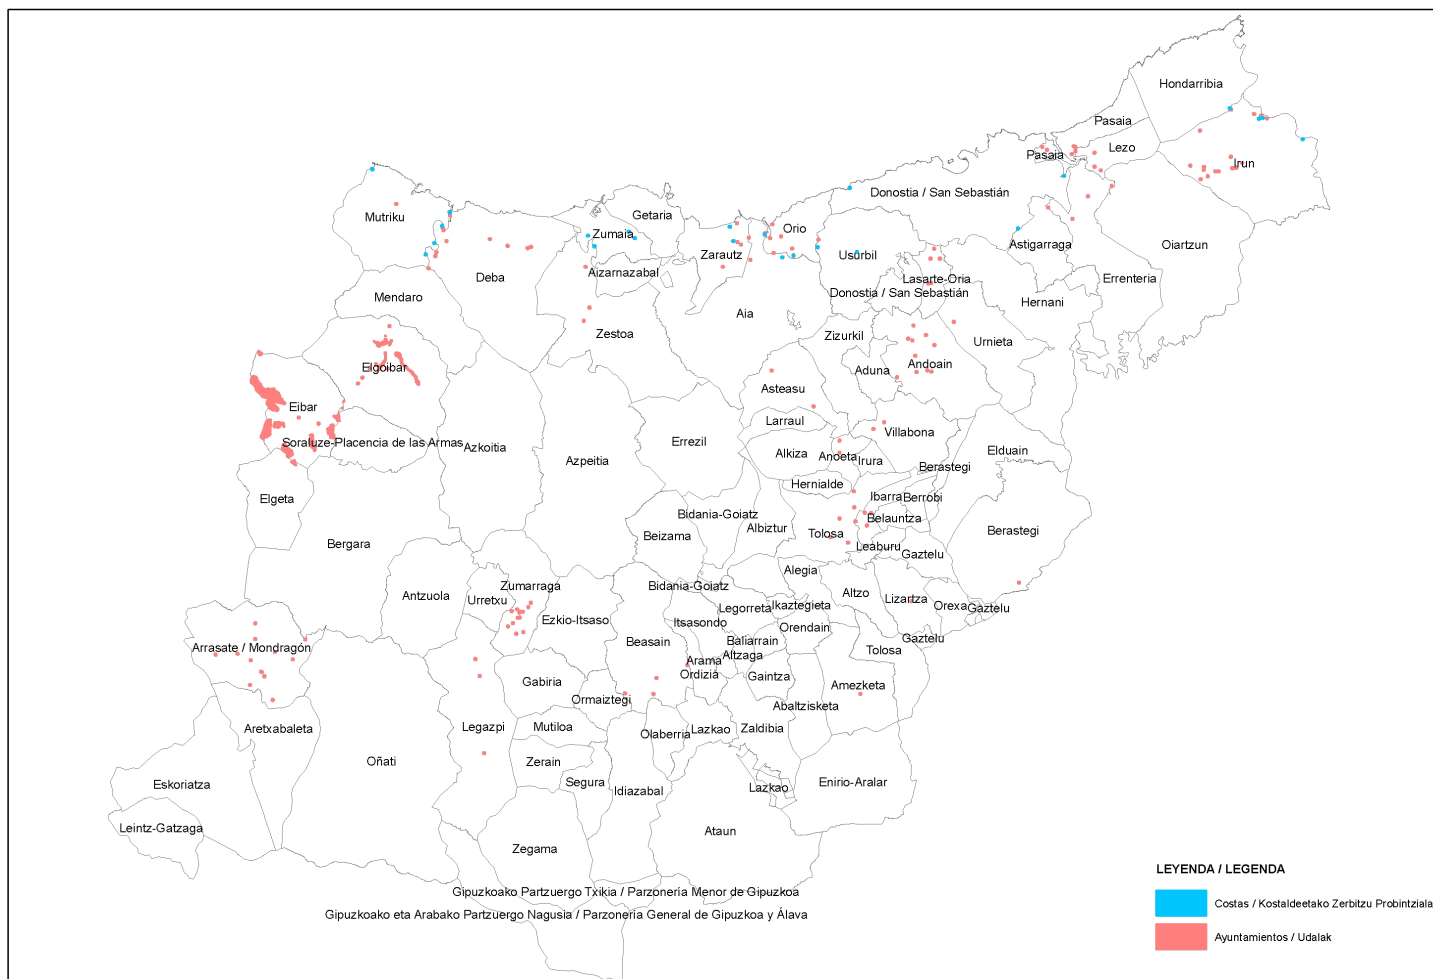 Hondarribia
Pasaia
Lezo
Pasaia
Irun
Donostia / San Sebastián
Getaria
Mutriku
Zumaia
Orio
Astigarraga
Oiartzun
Zarautz
Usurbil
Aizarnazabal
Deba
Lasarte-Oria
Errenteria
Donostia / San Sebastián
Mendaro
Hernani
Aia
Zestoa
Zizurkil
Urnieta
Elgoibar
Aduna
Andoain
Asteasu
Eibar
Larraul
Villabona
Soraluze-Placencia de las Armas
Azkoitia
Errezil
Alkiza
Anoeta
Irura
Elduain
Azpeitia
Berastegi
Hernialde
Elgeta
Ibarra
Berrobi
Bidania-Goiatz
Albiztur
Belauntza
Bergara
Beizama
Tolosa
Berastegi
Leaburu
Gaztelu
Alegia
Zumarraga
Bidania-Goiatz
Antzuola
Urretxu
Altzo
Lizartza
Orexa
Gaztelu
Legorreta
Ikaztegieta
Ezkio-Itsaso
Itsasondo
Orendain
Gaztelu
Arrasate / Mondragón
Beasain
Baliarrain
Altzaga
Tolosa
Arama
Ordizia
Gaintza
Gabiria
Amezketa
Ormaiztegi
Abaltzisketa
Aretxabaleta
Legazpi
Mutiloa
Olaberria
Lazkao
Zaldibia
Oñati
Zerain
Eskoriatza
Segura
Idiazabal
Lazkao
Enirio-Aralar
Leintz-Gatzaga
Ataun
Zegama
Gipuzkoako Partzuergo Txikia / Parzonería Menor de Gipuzkoa
Gipuzkoako eta Arabako Partzuergo Nagusia / Parzonería General de Gipuzkoa y Álava
LEYENDA / LEGENDA
Costas / Kostaldeetako Zerbitzu Probintziala
Ayuntamientos / Udalak